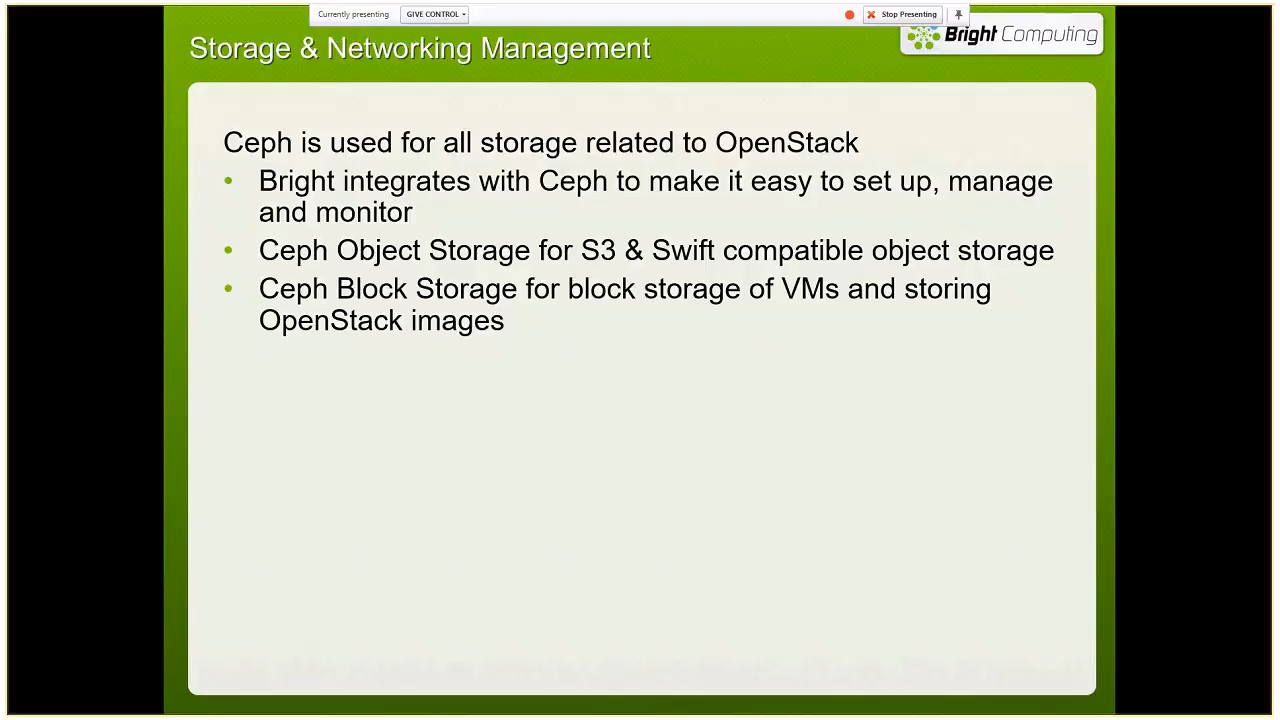 Currently presenting GIVE CONTROL Stop Presenting
Storage & Networking Management
Bright Computing
Ceph is used for all storage related to OpenStack
• Bright integrates with Ceph to make it easy to set up, manage
and monitor
• Ceph Object Storage for S3 & Swift compatible object storage
• Ceph Block Storage for block storage of VMs and storing
OpenStack images